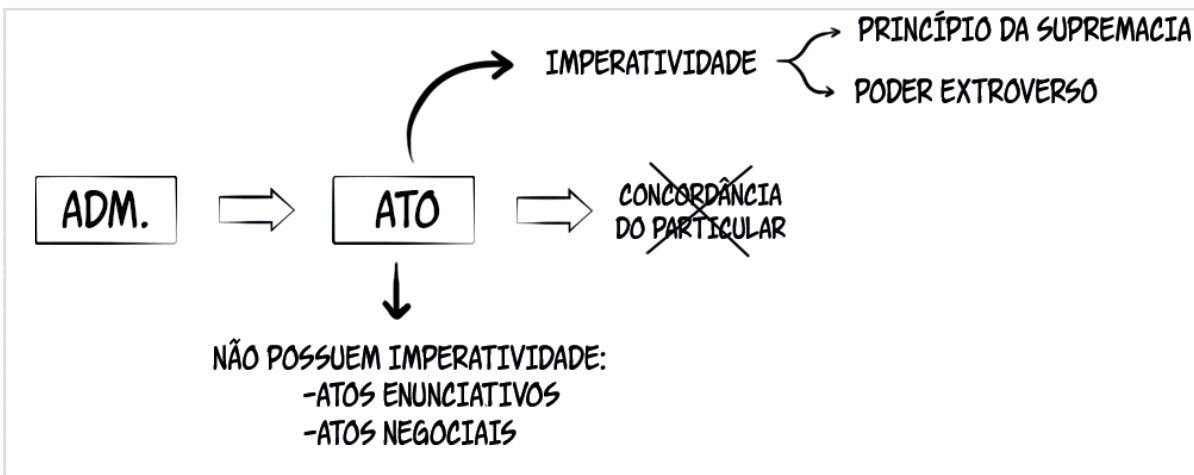 PRINCÍPIO DA SUPREMACIA
IMPERATIVIDADE
PODER EXTROVERSO
ADM.
ATO
CONCORDÂNCIA
DO PARTICULAR
NÃO POSSUEM IMPERATIVIDADE:
-ATOS ENUNCIATIVOS
-ATOS NEGOCIAIS